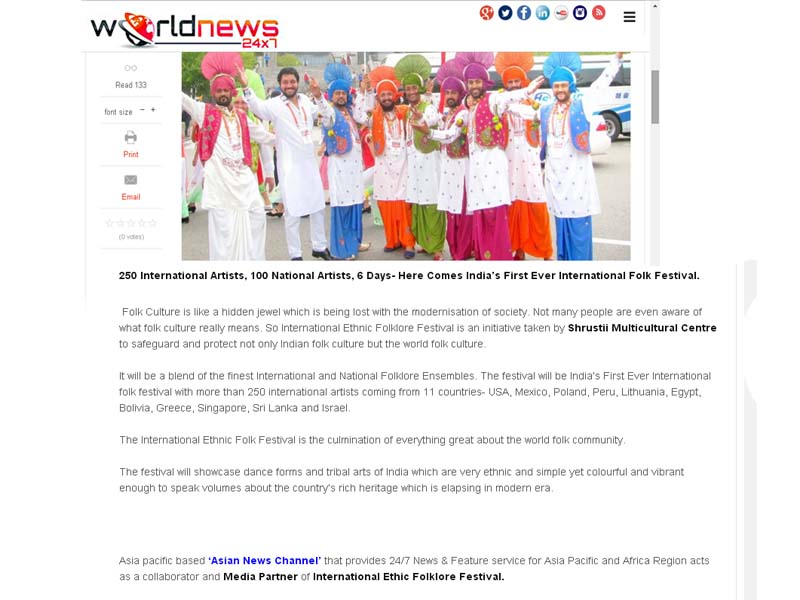 worldnews
24x7
Read 133
font size − +
Print
Email
(0 votes)
250 International Artists, 100 National Artists, 6 Days- Here Comes India's First Ever International Folk Festival.
Folk Culture is like a hidden jewel which is being lost with the modernisation of society. Not many people are even aware of
what folk culture really means. So International Ethnic Folklore Festival is an initiative taken by Shrustii Multicultural Centre
to safeguard and protect not only Indian folk culture but the world folk culture.
It will be a blend of the finest International and National Folklore Ensembles. The festival will be India's First Ever International
folk festival with more than 250 international artists coming from 11 countries- USA, Mexico, Poland, Peru, Lithuania, Egypt,
Bolivia, Greece, Singapore, Sri Lanka and Israel.
The International Ethnic Folk Festival is the culmination of everything great about the world folk community.
The festival will showcase dance forms and tribal arts of India which are very ethnic and simple yet colourful and vibrant
enough to speak volumes about the country's rich heritage which is elapsing in modern era.
Asia pacific based ‘Asian News Channel’ that provides 24/7 News & Feature service for Asia Pacific and Africa Region acts
as a collaborator and Media Partner of International Ethic Folklore Festival.